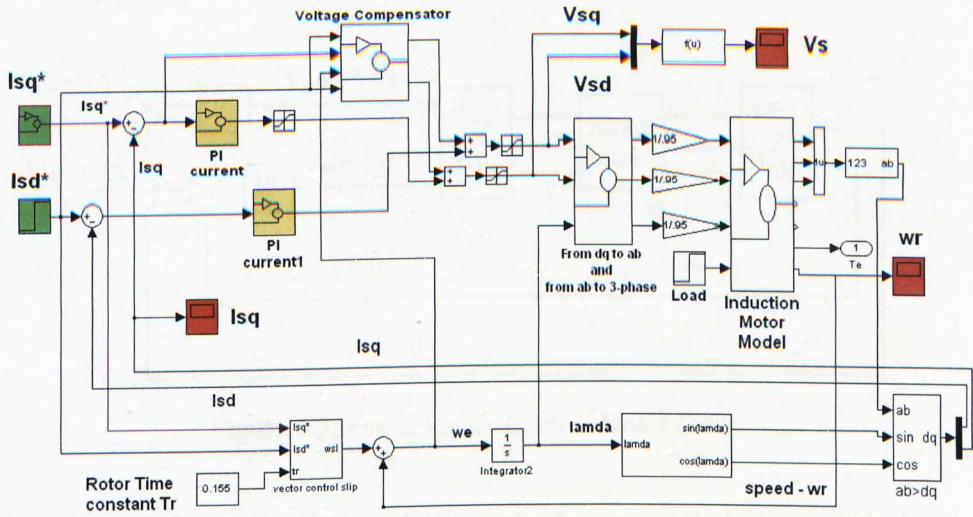 Voltage Compensator
Vsq
f(u)
Vs
Isq*
Isq*
Isq
PI
current
Vsd
1/.95
1/.95
1/.95
123 ab
Isd*
PI
current1
From dq to ab
and
from ab to 3-phase
Load
Induction
Motor
Model
1
Te
wr
Isq
Isq
Isd
Isq*
Isd*
tr
wsl
vector control slip
we
1
s
Integrator2
lamda
lamda
sin(lamda)
cos(lamda)
ab
sin
cos
dq
ab>dq
speed - wr
Rotor Time
constant Tr
0.155